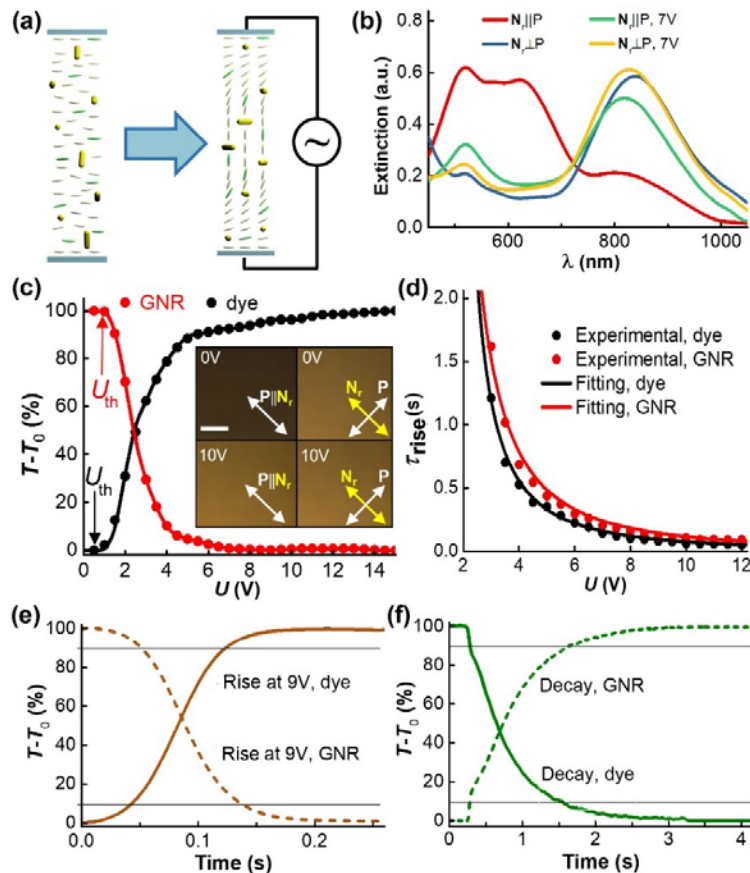 (a)
~
(b)
N_r||P
N_r||P, 7V
N_r⊥P
N_r⊥P, 7V
Extinction (a.u.)
0.8
0.6
0.4
0.2
0.0
600
800
1000
λ (nm)
(c)
GNR
dye
T-T_0 (%)
100
80
60
40
20
0
U_th
U_th
0V
P||N_r
0V
N_r
P
10V
P||N_r
10V
N_r
P
0 2 4 6 8 10 12 14
U (V)
(d)
Experimental, dye
Experimental, GNR
Fitting, dye
Fitting, GNR
τ_rise(s)
2.0
1.5
1.0
0.5
0.0
2 4 6 8 10 12
U (V)
(e)
T-T_0 (%)
100
80
60
40
20
0
Rise at 9V, dye
Rise at 9V, GNR
0.0 0.1 0.2
Time (s)
(f)
T-T_0 (%)
100
80
60
40
20
0
Decay, GNR
Decay, dye
0 1 2 3 4
Time (s)